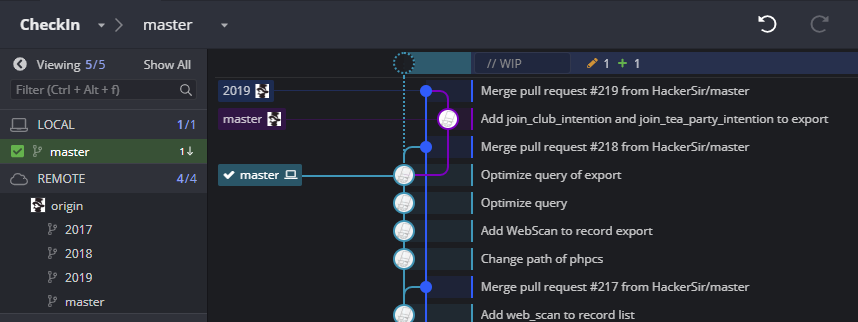 CheckIn master
Viewing 5/5 Show All
// WIP 1 1
Filter (Ctrl + Alt + f)
LOCAL 1/1
master 1
REMOTE 4/4
origin
2017
2018
2019
master
2019 Merge pull request #219 from HackerSir/master
master Add join_club_intention and join_tea_party_intention to export
Merge pull request #218 from HackerSir/master
master Optimize query of export
Optimize query
Add WebScan to record export
Change path of phpcs
Merge pull request #217 from HackerSir/master
Add web_scan to record list